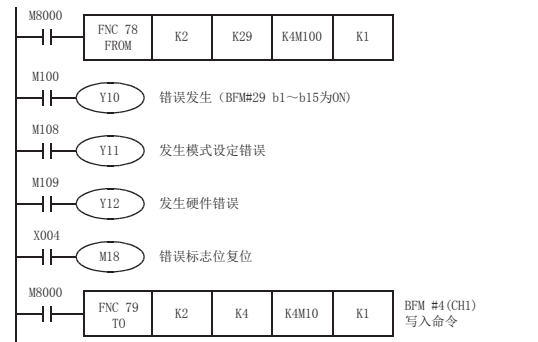 M8000
FNC 78 FROM K2 K29 K4M100 K1
M100
Y10 错误发生（BFM#29 b1～b15为ON)
M108
Y11 发生模式设定错误
M109
Y12 发生硬件错误
X004
M18 错误标志位复位
M8000
FNC 79 TO K2 K4 K4M10 K1 BFM #4(CH1)
写入命令